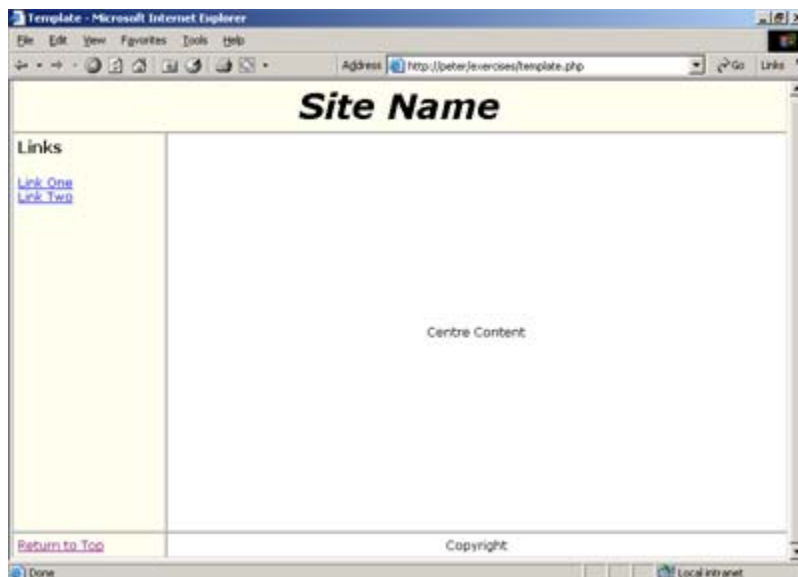 Template - Microsoft Internet Explorer
File Edit View Favorites Tools Help
Address http://peter/exercises/template.php Go Links
Site Name
Links
Link One
Link Two
Centre Content
Return to Top Copyright
Done Local intranet